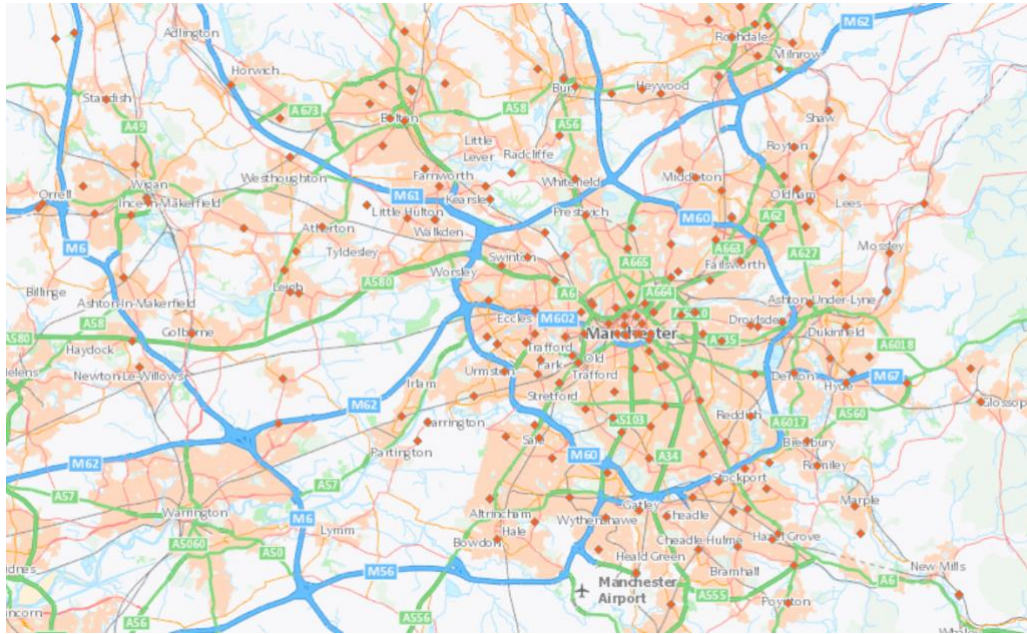 Adlington
M62
Rochdale
Milnrow
Horwich
Standish
Heywood
A673
A58
Bolton
A49
A56
Shaw
Little
Lever
Radcliffe
Royton
Westhoughton
Farnworth
Whitefield
Middleton
Wigan
Orrell
Oldham
M61
Kearsley
Ince-in-Makerfield
Little Hulton
Prestwich
M60
A62
Lees
Atherton
Walkden
M6
A663
A627
Mossley
Tyldesley
Swinton
A665
Failsworth
Worsley
Billinge
Leigh
A580
A6
A664
Ashton-In-Makerfield
Ashton-Under-Lyne
A58
Eccles
M602
Golborne
Manchester
Dukinfield
A580
Haydock
Trafford
Park
Old
Trafford
A6018
Newton-Le-Willows
Urmston
Denton
Hyde
M67
Irlam
Stretford
Glossop
M62
Reddish
A560
Carrington
A5103
A6017
Sale
Bredbury
Partington
M60
A34
M62
Romiley
Stockport
A57
A57
Marple
Warrington
M6
Altrincham
Gatley
Lymm
Hale
Wythenshawe
Cheadle
A5060
A50
Bowdon
Cheadle Hulme
Hazel Grove
Heald Green
M56
Bramhall
A6
New Mills
Manchester
Airport
A555
Poynton
A556
A56